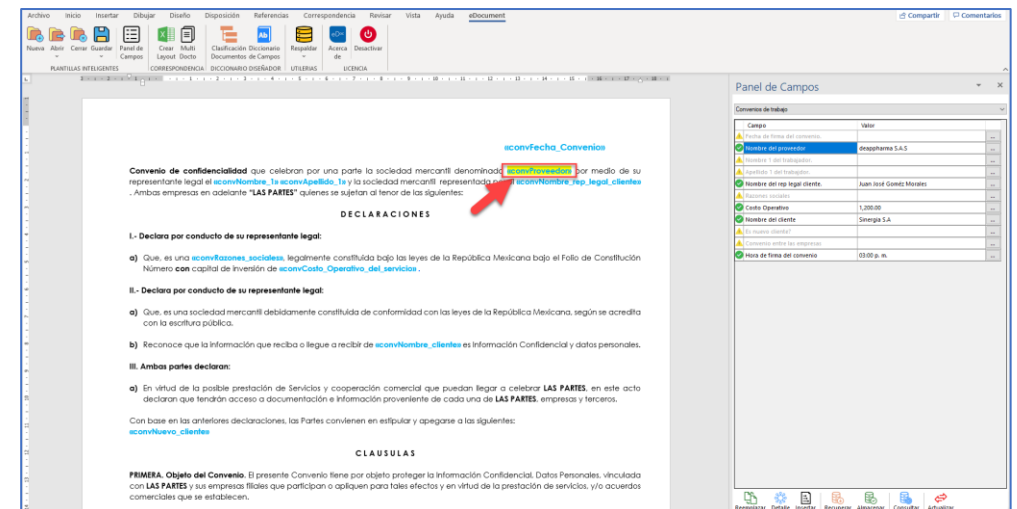 Archivo Inicio Insertar Dibujar Diseño Disposición Referencias Correspondencia Revisar Vista Ayuda eDocument Compartir Comentarios
Nueva Abrir Cerrar Guardar Panel de Campos Crear Layout Multi Docto Clasificación Documentos Diccionario de Campos Respaldar Acerca de Desactivar
PLANTILLAS INTELIGENTES CORRESPONDENCIA DICCIONARIO DISEÑADOR UTILERIAS LICENCIA
«convFecha_Convenio»
Convenio de confidencialidad que celebran por una parte la sociedad mercantil denominada «convProveedor» por medio de su
representante legal el «convNombre_1» «convApellido_1» y la sociedad mercantil representada «convNombre_rep_legal_cliente»
. Ambas empresas en adelante "LAS PARTES" quienes se sujetan al tenor de las siguientes:
DECLARACIONES
I.- Declara por conducto de su representante legal:
a) Que, es una «convRazones_sociales», legalmente constituida bajo las leyes de la República Mexicana bajo el Folio de Constitución
Número con capital de inversión de «convCosto_Operativo_del_servicio» .
II.- Declara por conducto de su representante legal:
a) Que, es una sociedad mercantil debidamente constituida de conformidad con las leyes de la República Mexicana, según se acredita
con la escritura pública.
b) Reconoce que la información que reciba o llegue a recibir de «convNombre_cliente» es Información Confidencial y datos personales.
III. Ambas partes declaran:
a) En virtud de la posible prestación de Servicios y cooperación comercial que puedan llegar a celebrar LAS PARTES, en este acto
declaran que tendrán acceso a documentación e información proveniente de cada una de LAS PARTES, empresas y terceros.
Con base en las anteriores declaraciones, las Partes convienen en estipular y apegarse a las siguientes:
«convNuevo_cliente»
CLAUSULAS
PRIMERA. Objeto del Convenio. El presente Convenio tiene por objeto proteger la Información Confidencial, Datos Personales, vinculada
con LAS PARTES y sus empresas filiales que participan o apliquen para tales efectos y en virtud de la prestación de servicios, y/o acuerdos
comerciales que se establecen.
Panel de Campos
Convenios de trabajo
Campo Valor
Fecha de firma del convenio.
Nombre del proveedor deappharma S.A.S
Nombre 1 del trabajador.
Apellido 1 del trabajador.
Nombre del rep legal cliente. Juan José Goméz Morales
Razones sociales
Costo Operativo 1,200.00
Nombre del cliente Sinergia S.A
Es nuevo cliente?
Convenio entre las empresas
Hora de firma del convenio 03:00 p. m.
Reemplazar Detalle Insertar Recuperar Almacenar Consultar Actualizar